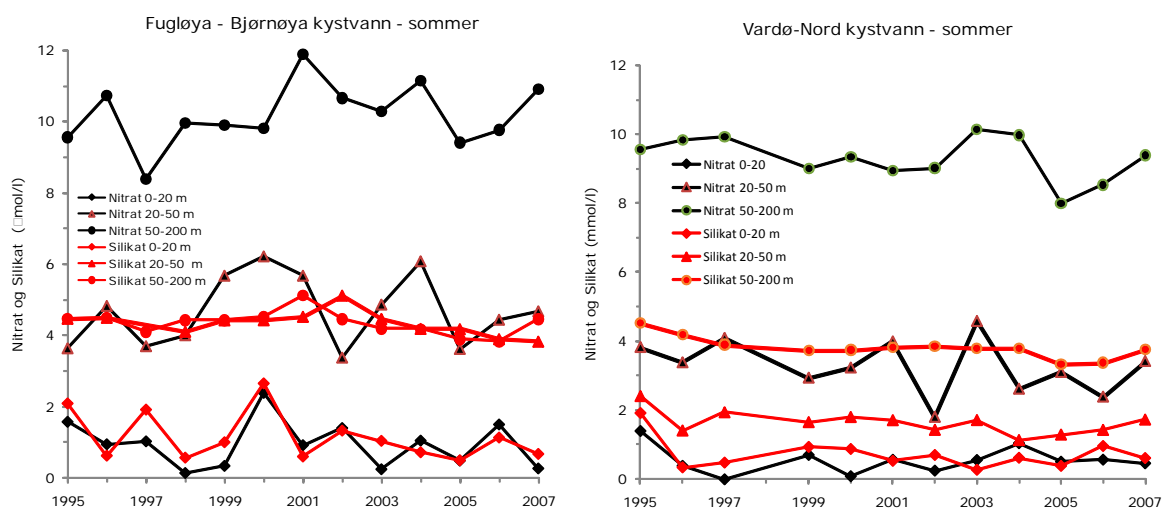 Fugløya - Bjørnøya kystvann - sommer
12
10
8
6
4
2
0
Nitrat og Silikat (□mol/l)
Nitrat 0-20 m
Nitrat 20-50 m
Nitrat 50-200 m
Silikat 0-20 m
Silikat 20-50 m
Silikat 50-200 m
1995 1997 1999 2001 2003 2005 2007
Vardø-Nord kystvann - sommer
12
10
8
6
4
2
0
Nitrat og Silikat (mmol/l)
Nitrat 0-20
Nitrat 20-50 m
Nitrat 50-200 m
Silikat 0-20 m
Silikat 20-50 m
Silikat 50-200 m
1995 1997 1999 2001 2003 2005 2007